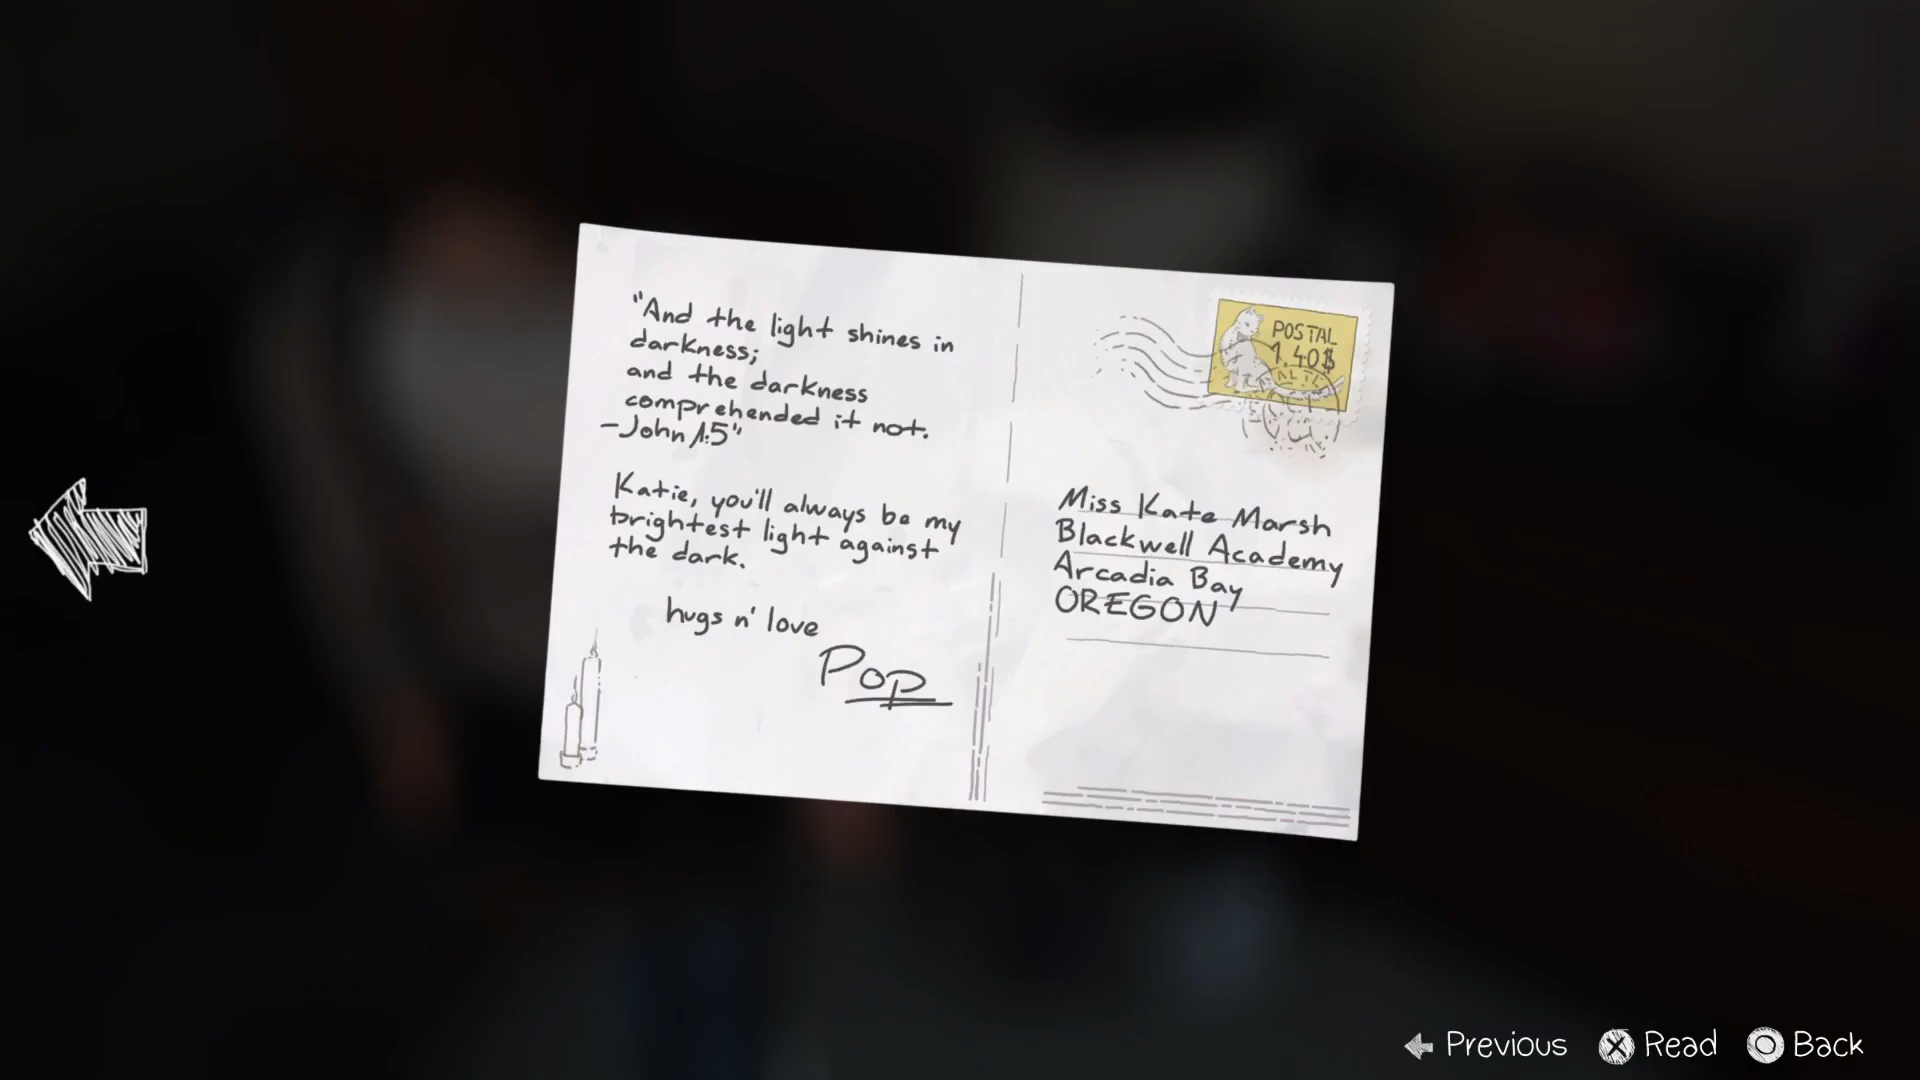 "And the light shines in
darkness;
and the darkness
comprehended it not.
-John 1:5"
Katie, you'll always be my
brightest light against
the dark.
hugs n' love
Pop
POSTAL
1.40$
Miss Kate Marsh
Blackwell Academy
Arcadia Bay
OREGON
Previous
Read
Back